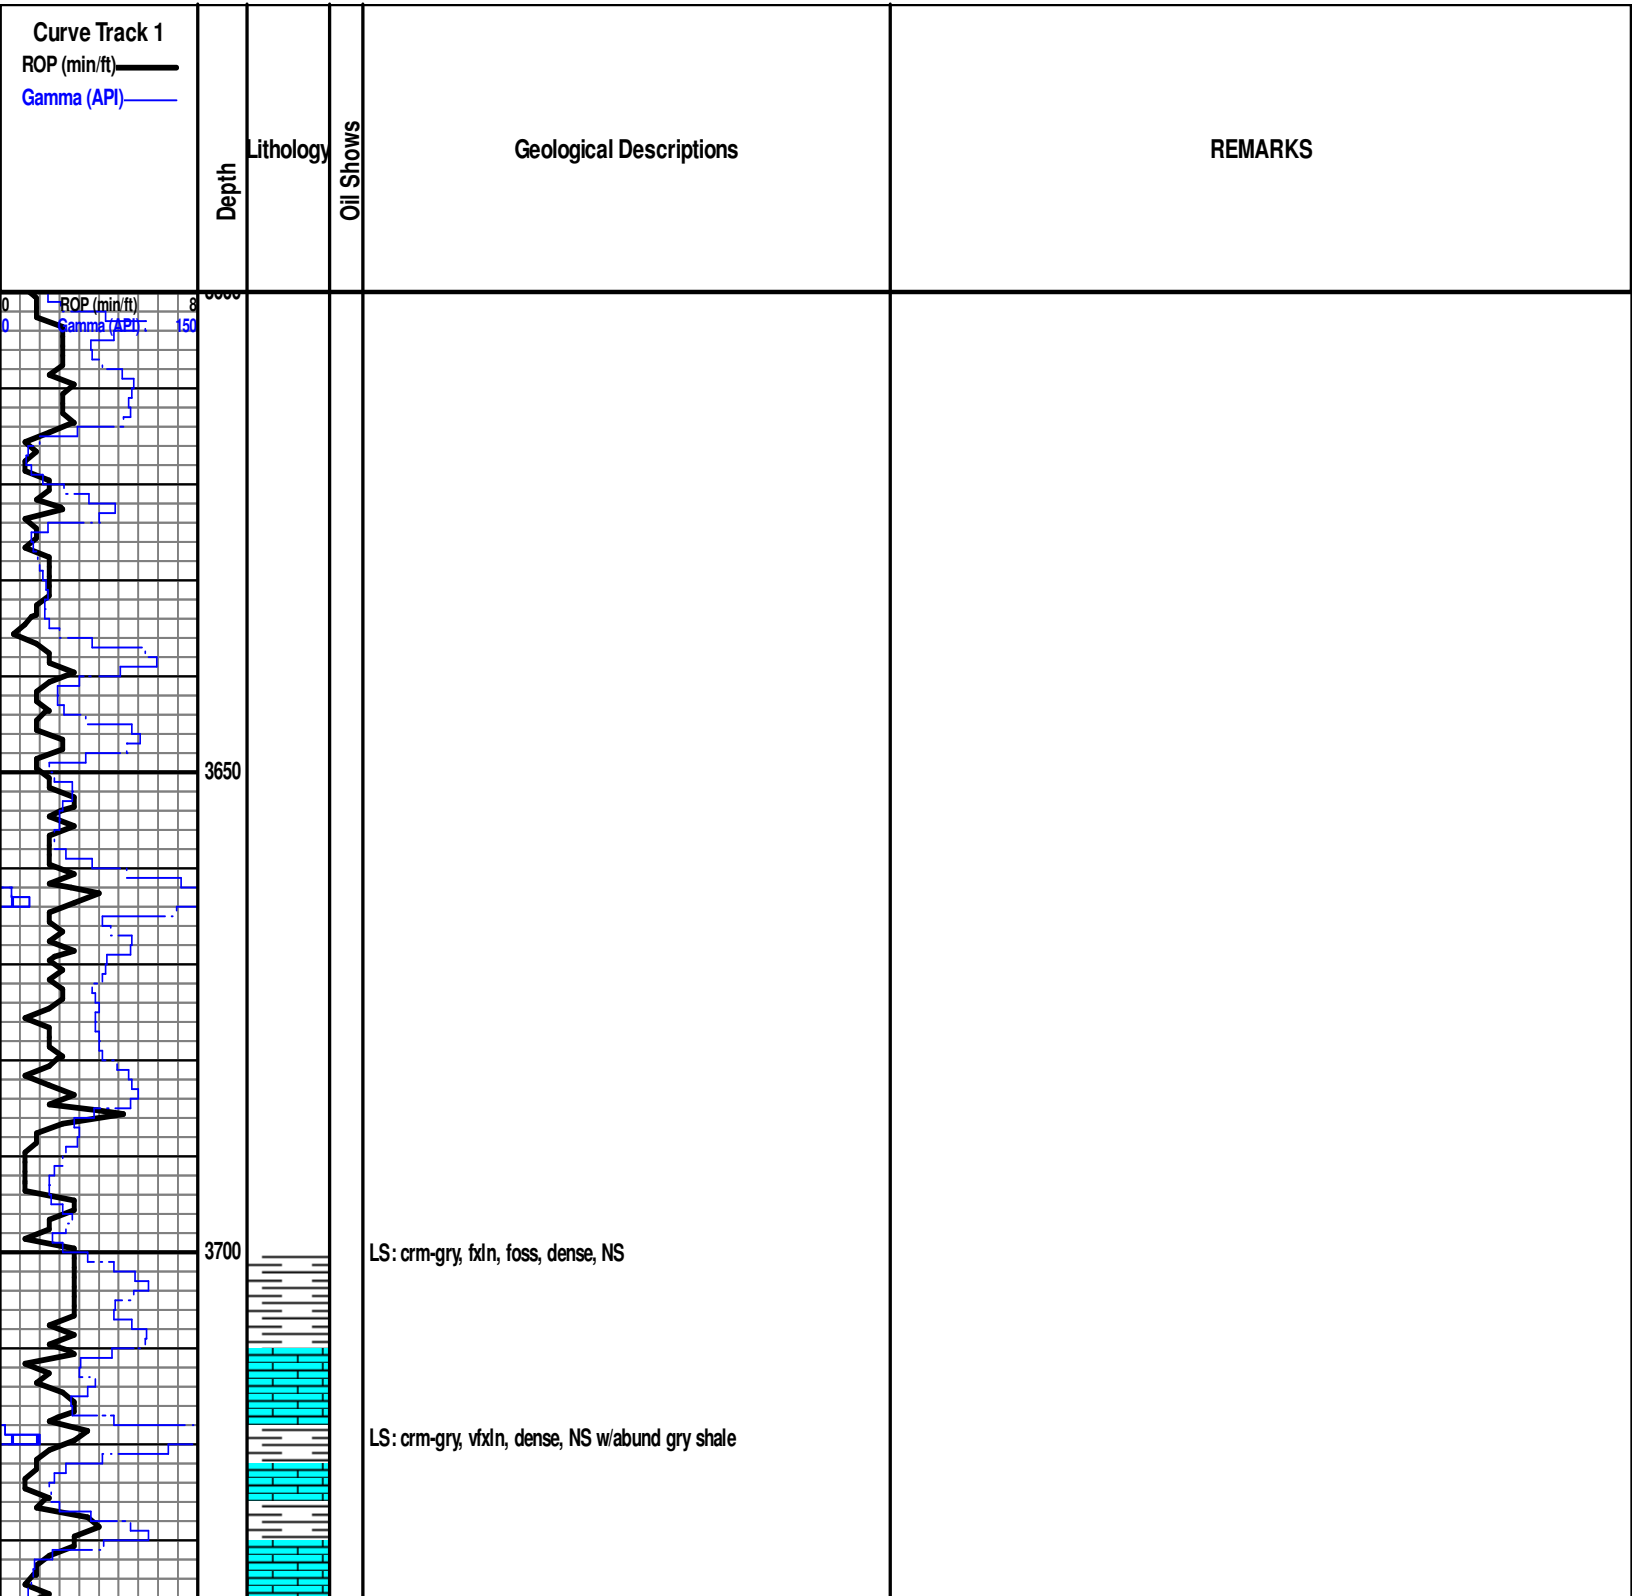 Curve Track 1
ROP (min/ft)
Gamma (API)
Depth
Lithology
Oil Shows
Geological Descriptions
REMARKS
0 ROP (min/ft) 8
0 Gamma (API) 150
3650
3700
LS: crm-gry, fxln, foss, dense, NS
LS: crm-gry, vfxln, dense, NS w/abund gry shale